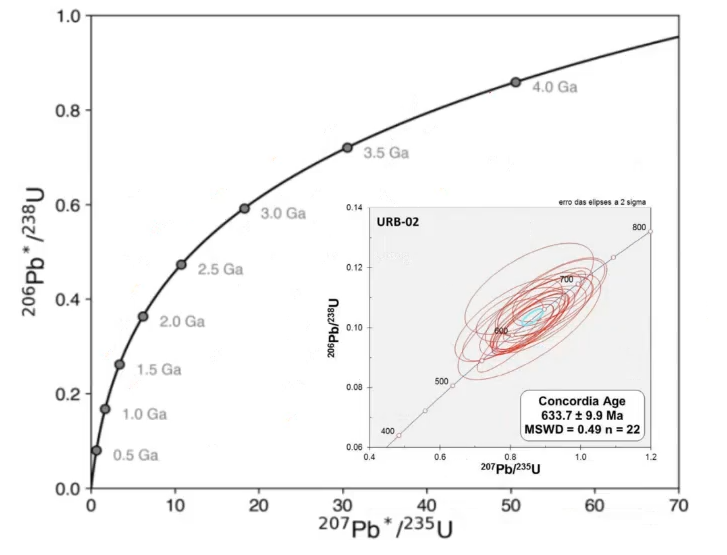 1.0
0.8
0.6
0.4
0.2
0.0
206Pb*/238U
0.5 Ga
1.0 Ga
1.5 Ga
2.0 Ga
2.5 Ga
3.0 Ga
3.5 Ga
4.0 Ga
0 10 20 30 40 50 60 70
207Pb*/235U
erro das elipses a 2 sigma
URB-02
0.14
0.12
0.10
0.08
0.06
206Pb/238U
400
500
600
700
800
Concordia Age
633.7 ± 9.9 Ma
MSWD = 0.49 n = 22
0.4 0.6 0.8 1.0 1.2
207Pb/235U